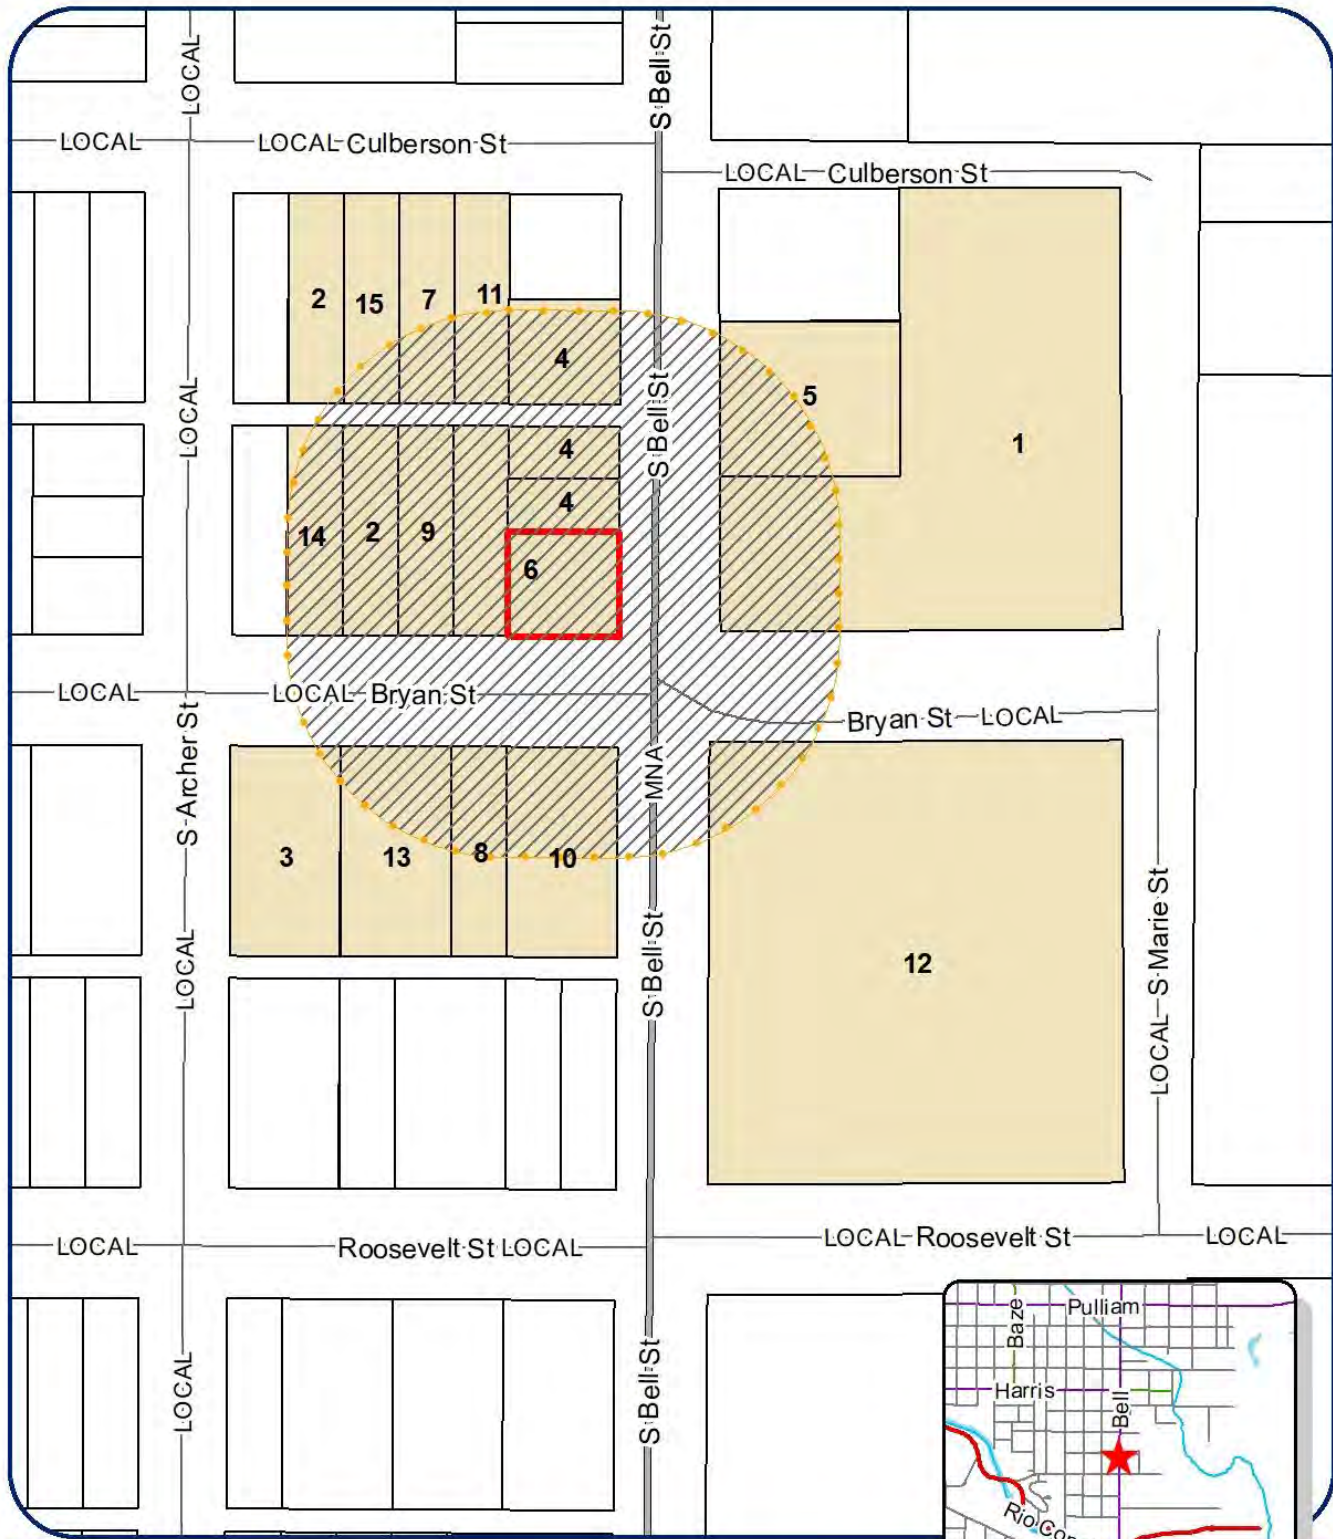 LOCAL
S Bell St
LOCAL
LOCAL Culberson St
LOCAL Culberson St
2
15
7
11
4
5
LOCAL
S Bell St
1
4
4
14
2
9
6
LOCAL
LOCAL Bryan St
Bryan St LOCAL
S Archer St
MNA
3
13
8
10
LOCAL
S Bell St
12
LOCAL S Marie St
LOCAL
Roosevelt St LOCAL
LOCAL Roosevelt St
LOCAL
LOCAL
S Bell St
Baze
Pulliam
Harris
Bell